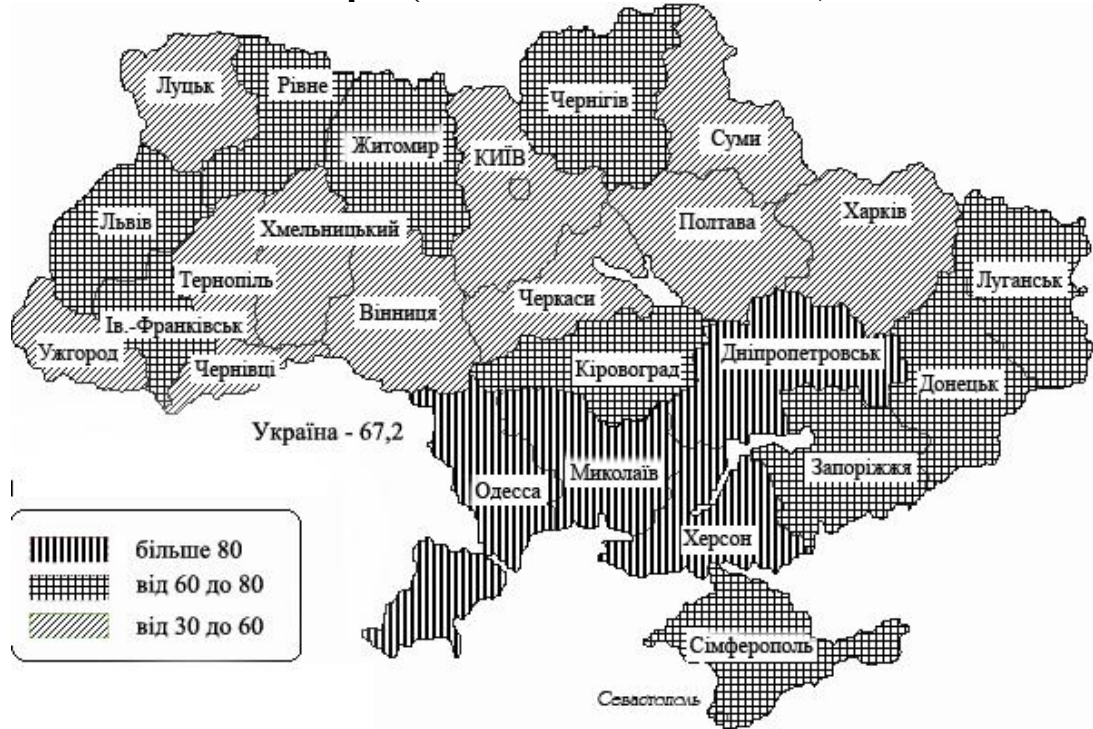 Луцьк
Рівне
Житомир
КИЇВ
Чернігів
Суми
Львів
Хмельницький
Полтава
Харків
Тернопіль
Луганськ
Черкаси
Вінниця
Ів.-Франківськ
Ужгород
Чернівці
Кіровоград
Дніпропетровськ
Донецьк
Україна - 67,2
Запоріжжя
Миколаїв
Одесса
Херсон
більше 80
від 60 до 80
від 30 до 60
Сімферополь
Севастополь